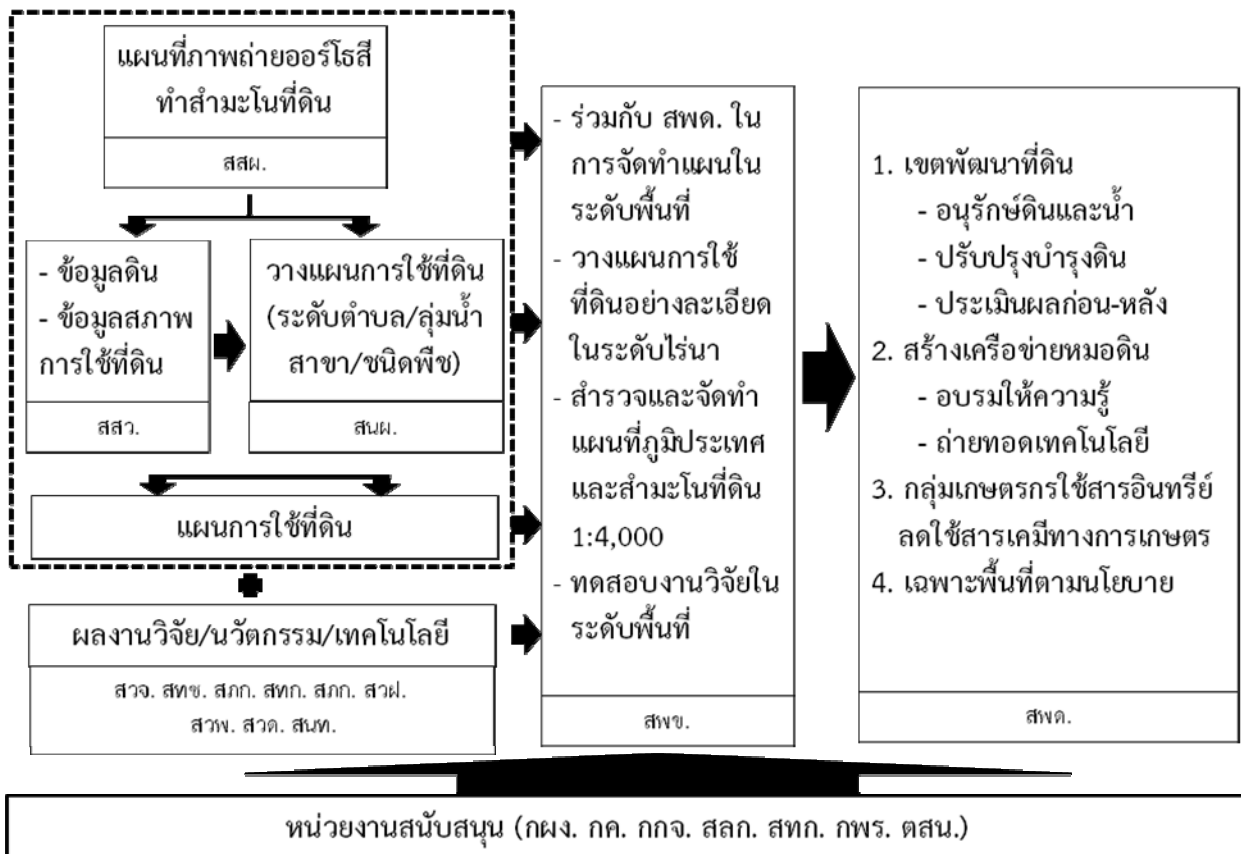 แผนที่ภาพถ่ายออร์โธสี
ทำสำมะโนที่ดิน
สสผ.
- ข้อมูลดิน
- ข้อมูลสภาพ
การใช้ที่ดิน
สสว.
วางแผนการใช้ที่ดิน
(ระดับตำบล/ลุ่มน้ำ
สาขา/ชนิดพืช)
สนผ.
แผนการใช้ที่ดิน
ผลงานวิจัย/นวัตกรรม/เทคโนโลยี
สวจ. สทช. สภก. สทก. สภก. สวฝ.
สวพ. สวด. สนท.
- ร่วมกับ สพด. ใน
การจัดทำแผนใน
ระดับพื้นที่
- วางแผนการใช้
ที่ดินอย่างละเอียด
ในระดับไร่นา
- สำรวจและจัดทำ
แผนที่ภูมิประเทศ
และสำมะโนที่ดิน
1:4,000
- ทดสอบงานวิจัยใน
ระดับพื้นที่
สพข.
1. เขตพัฒนาที่ดิน
- อนุรักษ์ดินและน้ำ
- ปรับปรุงบำรุงดิน
- ประเมินผลก่อน-หลัง
2. สร้างเครือข่ายหมอดิน
- อบรมให้ความรู้
- ถ่ายทอดเทคโนโลยี
3. กลุ่มเกษตรกรใช้สารอินทรีย์
ลดใช้สารเคมีทางการเกษตร
4. เฉพาะพื้นที่ตามนโยบาย
สพด.
หน่วยงานสนับสนุน (กผง. กค. กกจ. สลก. สทก. กพร. ตสน.)